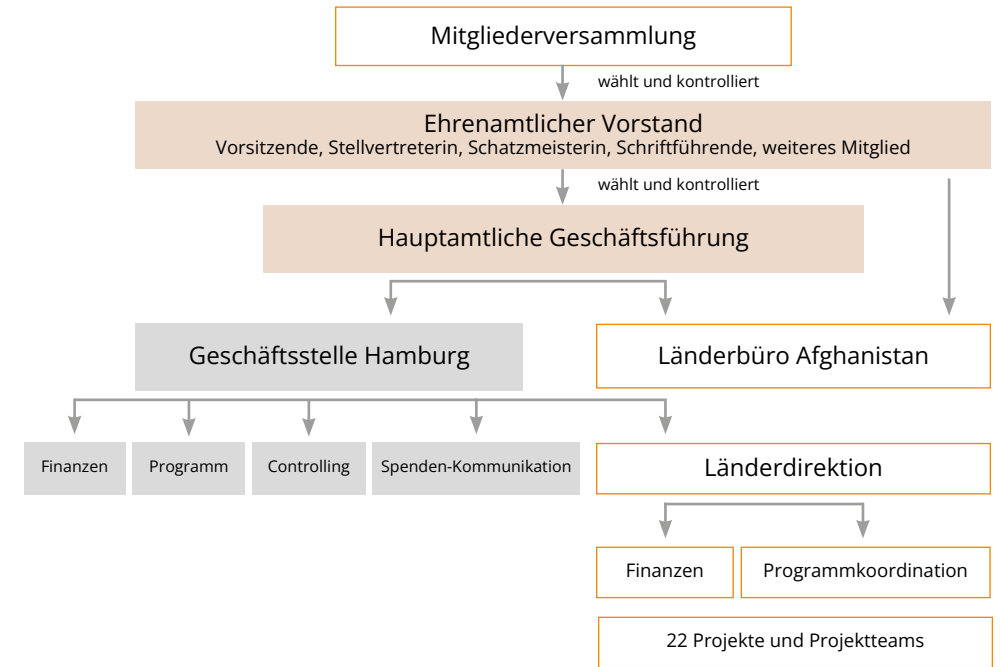 Mitgliederversammlung
wählt und kontrolliert
Ehrenamtlicher Vorstand
Vorsitzende, Stellvertreterin, Schatzmeisterin, Schriftführende, weiteres Mitglied
wählt und kontrolliert
Hauptamtliche Geschäftsführung
Geschäftsstelle Hamburg
Länderbüro Afghanistan
Finanzen
Programm
Controlling
Spenden-Kommunikation
Länderdirektion
Finanzen
Programmkoordination
22 Projekte und Projektteams